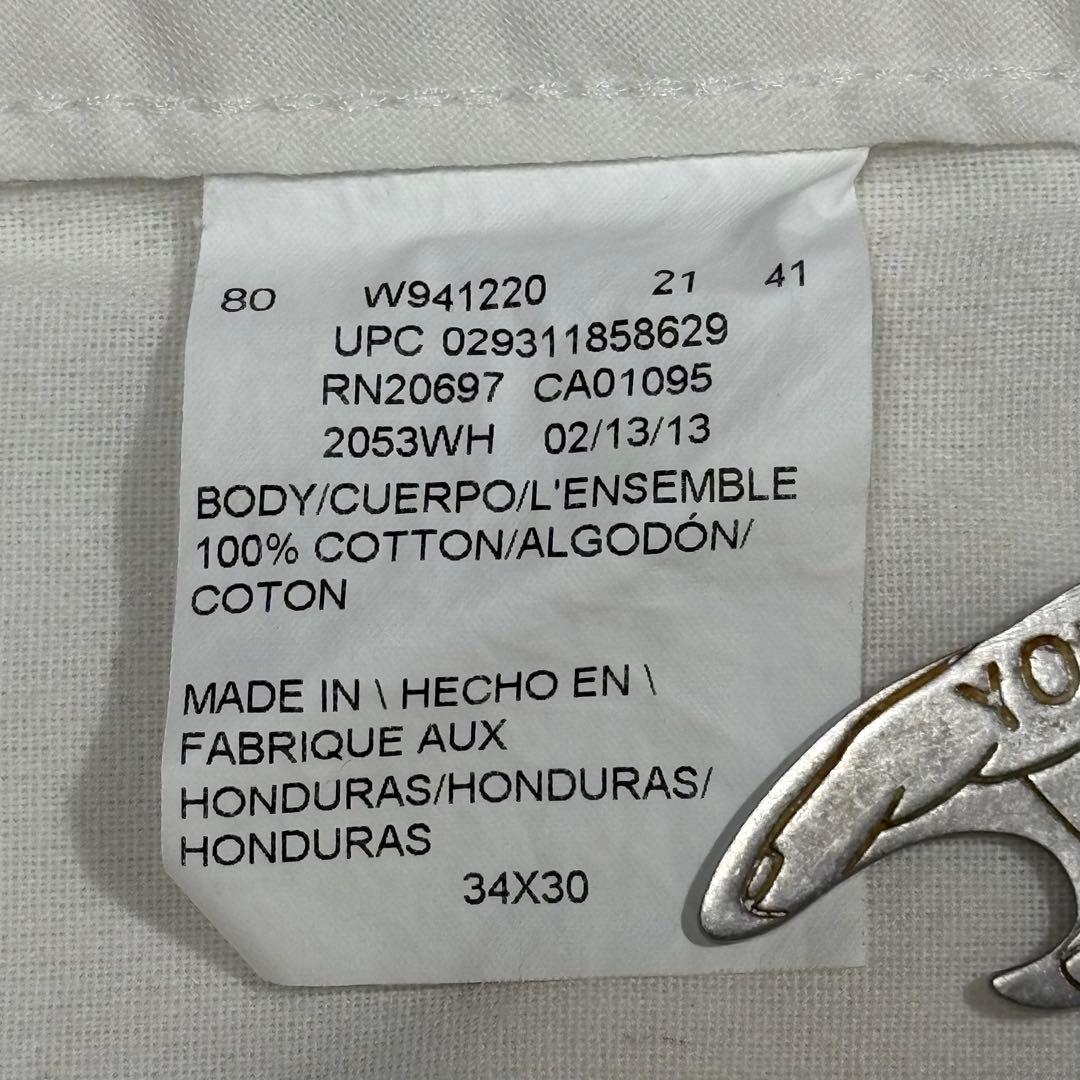 80 W941220 21 41
UPC 029311858629
RN20697 CA01095
2053WH 02/13/13
BODY/CUERPO/L'ENSEMBLE
100% COTTON/ALGODÓN/
COTON
MADE IN \ HECHO EN \
FABRIQUE AUX
HONDURAS/HONDURAS/
HONDURAS
34X30